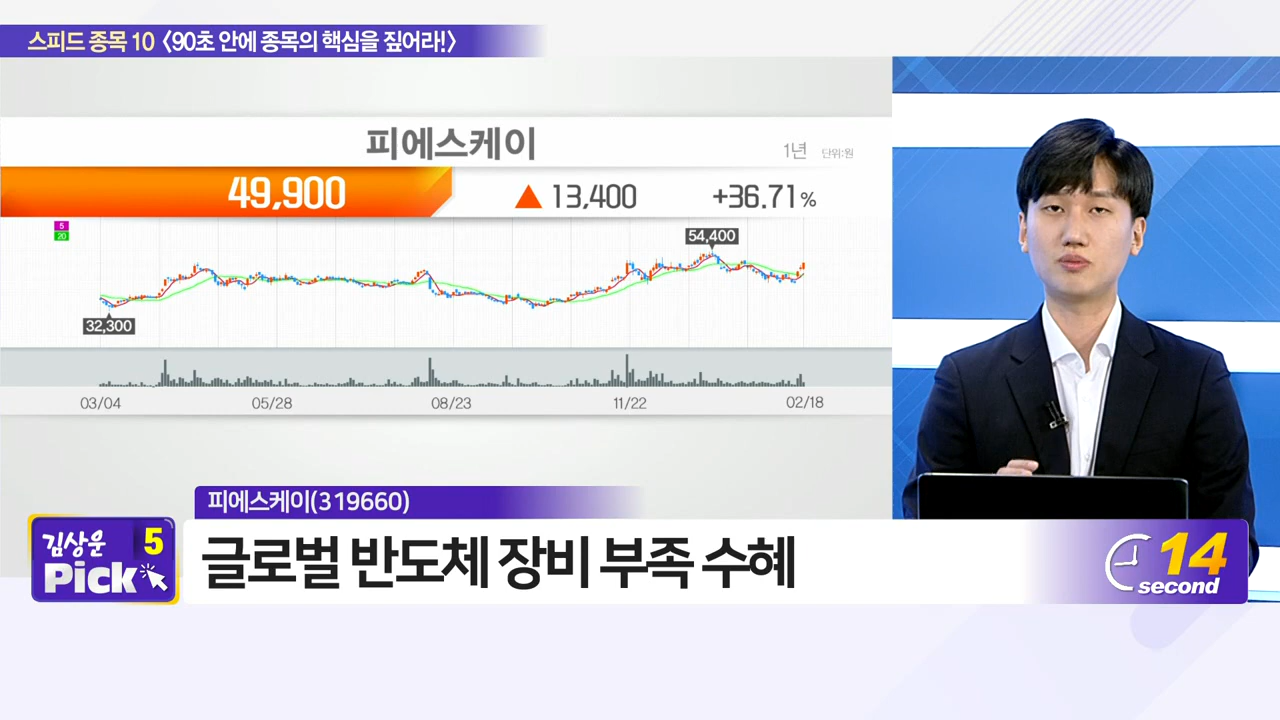 스피드 종목 10 <90초 안에 종목의 핵심을 짚어라!>
피에스케이
1년 단위:원
49,900 ▲ 13,400 +36.71%
5
20
54,400
32,300
03/04 05/28 08/23 11/22 02/18
피에스케이(319660)
김상운 5
Pick
글로벌 반도체 장비 부족 수혜
14
second